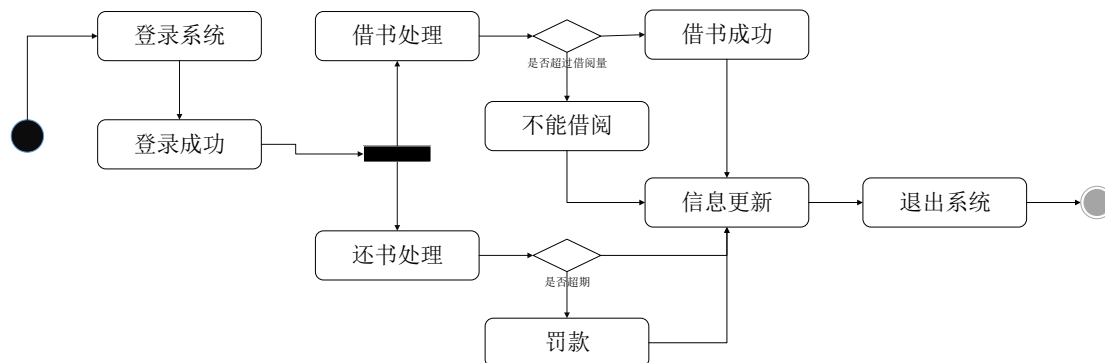 登录系统
借书处理
借书成功
是否超过借阅量
登录成功
不能借阅
信息更新
退出系统
还书处理
是否超期
罚款